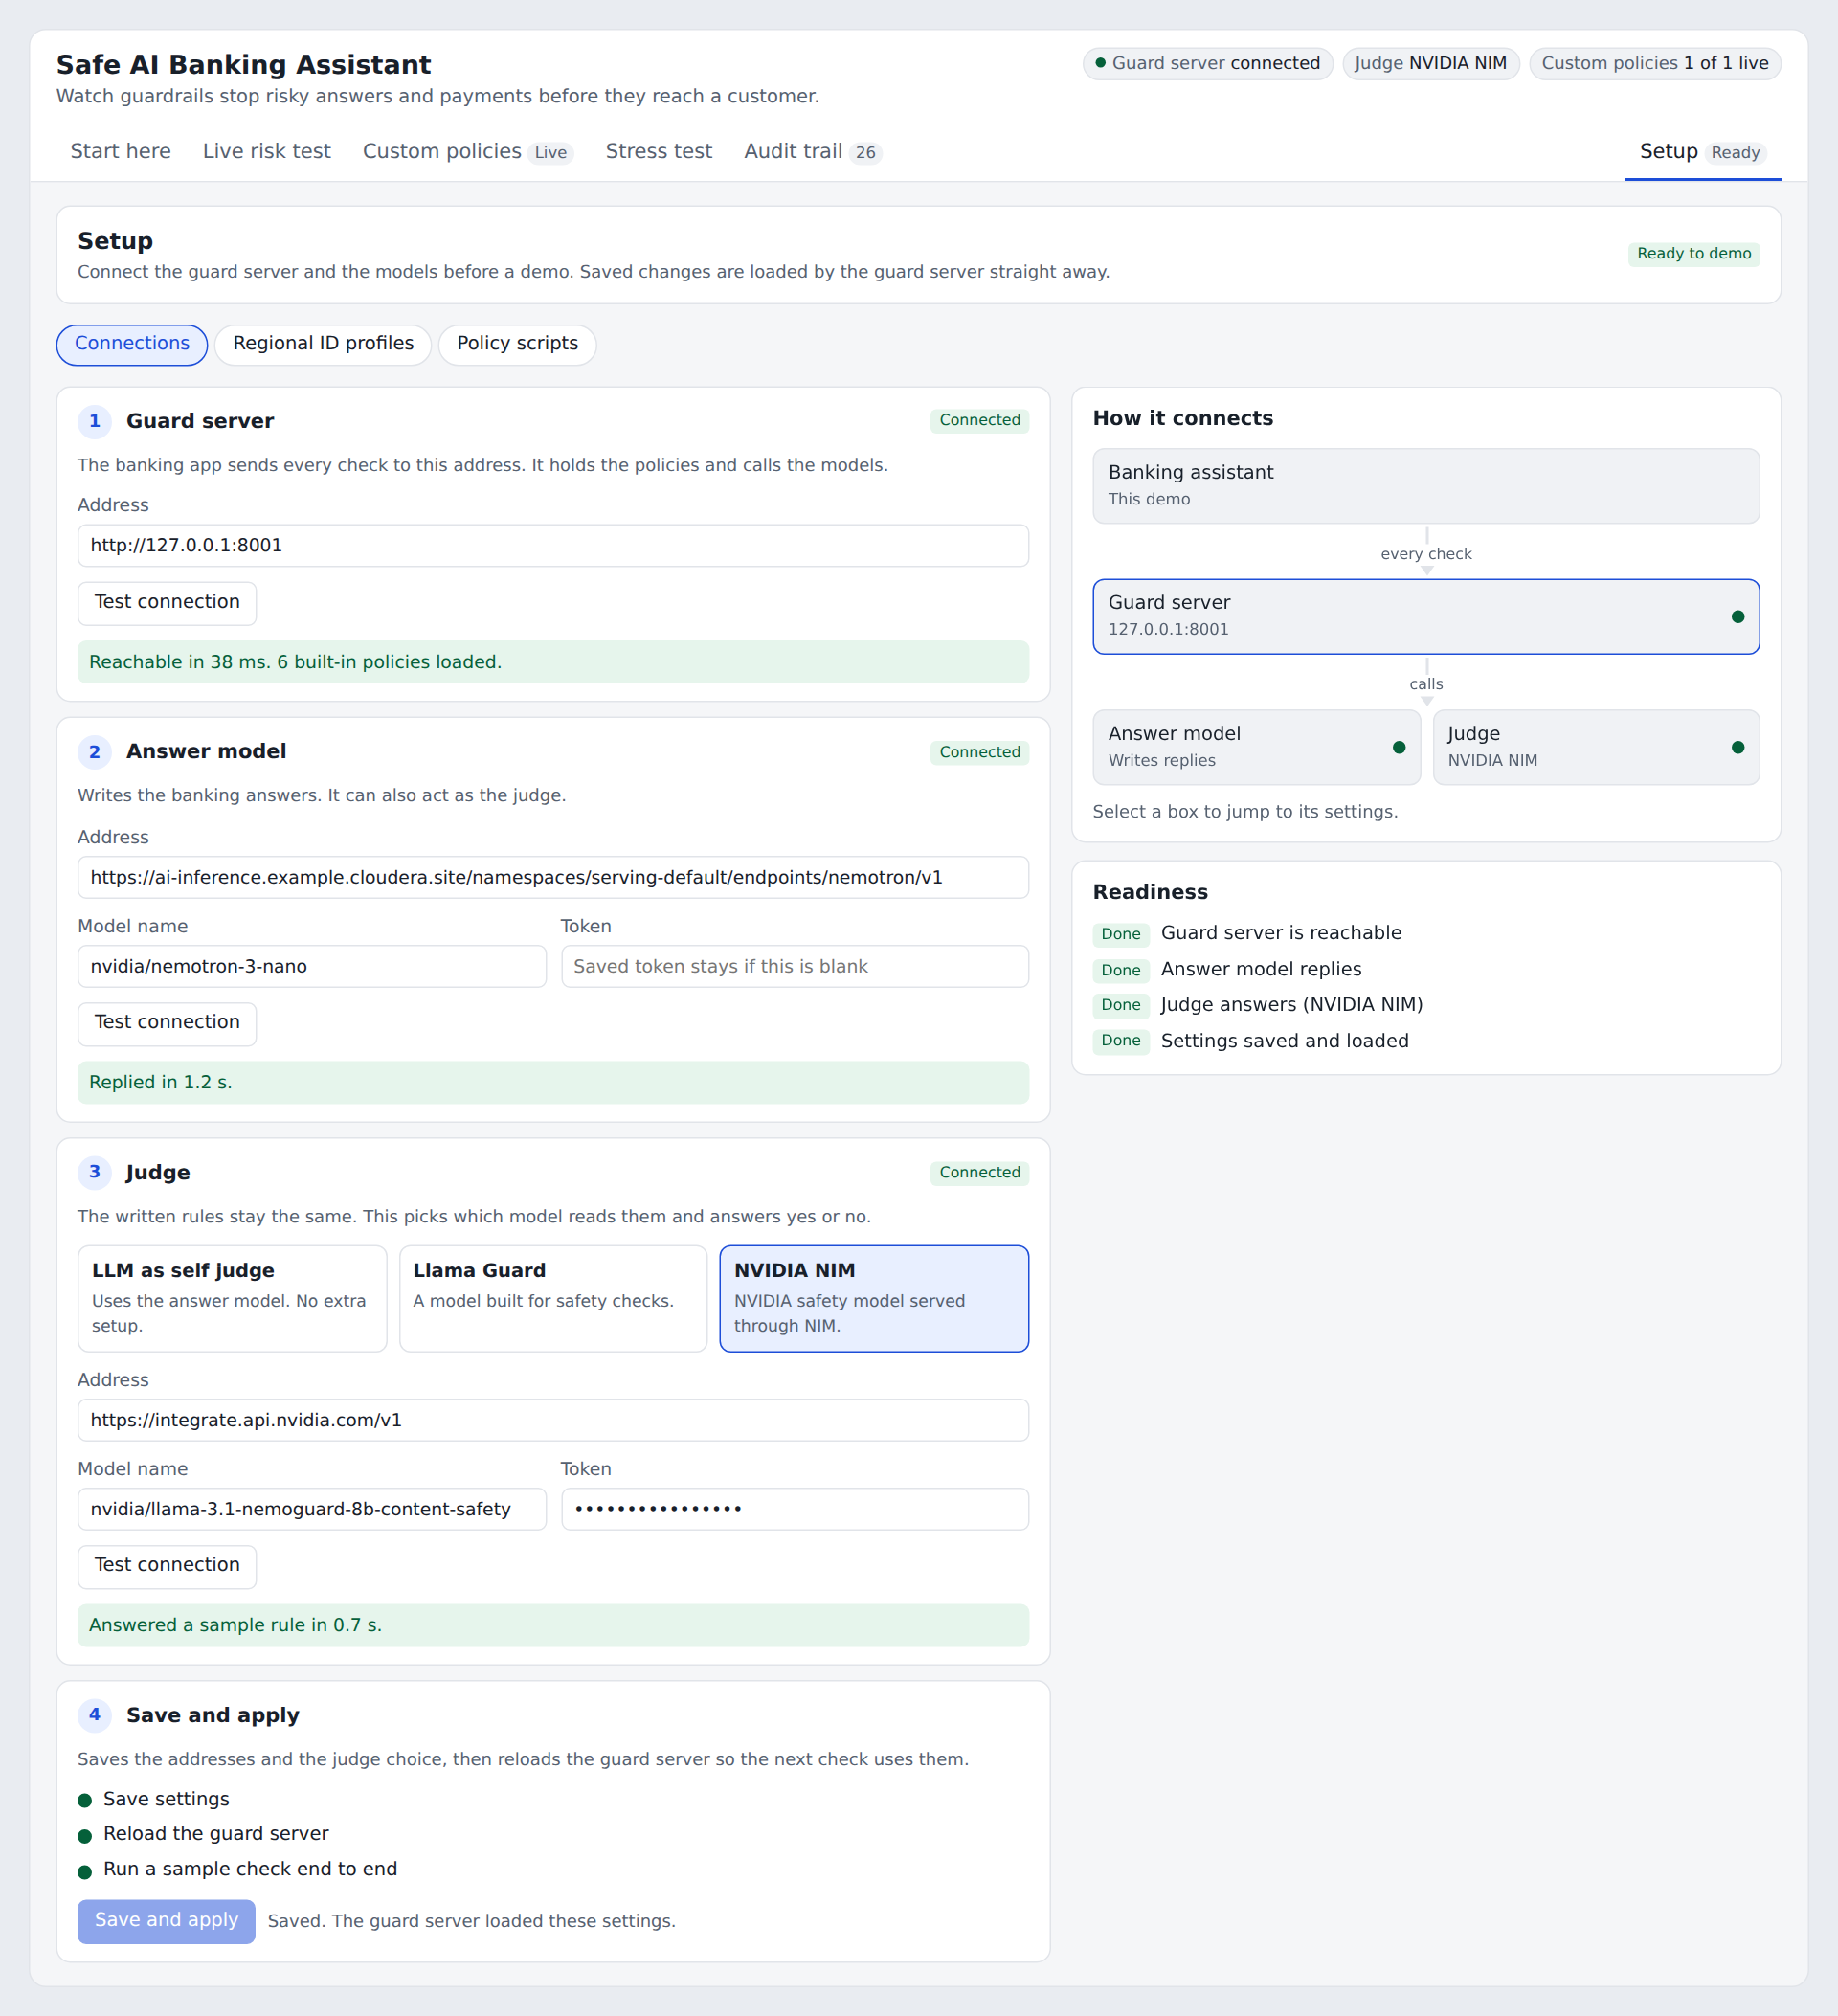 Safe AI Banking Assistant
Watch guardrails stop risky answers and payments before they reach a customer.
Guard server connected
Judge NVIDIA NIM
Custom policies 1 of 1 live
Start here
Live risk test
Custom policies Live
Stress test
Audit trail 26
Setup Ready
Setup
Connect the guard server and the models before a demo. Saved changes are loaded by the guard server straight away.
Ready to demo
Connections
Regional ID profiles
Policy scripts
1 Guard server
Connected
The banking app sends every check to this address. It holds the policies and calls the models.
Address
http://127.0.0.1:8001
Test connection
Reachable in 38 ms. 6 built-in policies loaded.
2 Answer model
Connected
Writes the banking answers. It can also act as the judge.
Address
https://ai-inference.example.cloudera.site/namespaces/serving-default/endpoints/nemotron/v1
Model name
Token
nvidia/nemotron-3-nano
Saved token stays if this is blank
Test connection
Replied in 1.2 s.
3 Judge
Connected
The written rules stay the same. This picks which model reads them and answers yes or no.
LLM as self judge
Uses the answer model. No extra
setup.
Llama Guard
A model built for safety checks.
NVIDIA NIM
NVIDIA safety model served
through NIM.
Address
https://integrate.api.nvidia.com/v1
Model name
Token
nvidia/llama-3.1-nemoguard-8b-content-safety
••••••••••••••••
Test connection
Answered a sample rule in 0.7 s.
4 Save and apply
Saves the addresses and the judge choice, then reloads the guard server so the next check uses them.
Save settings
Reload the guard server
Run a sample check end to end
Save and apply
Saved. The guard server loaded these settings.
How it connects
Banking assistant
This demo
every check
Guard server
127.0.0.1:8001
calls
Answer model
Writes replies
Judge
NVIDIA NIM
Select a box to jump to its settings.
Readiness
Done Guard server is reachable
Done Answer model replies
Done Judge answers (NVIDIA NIM)
Done Settings saved and loaded